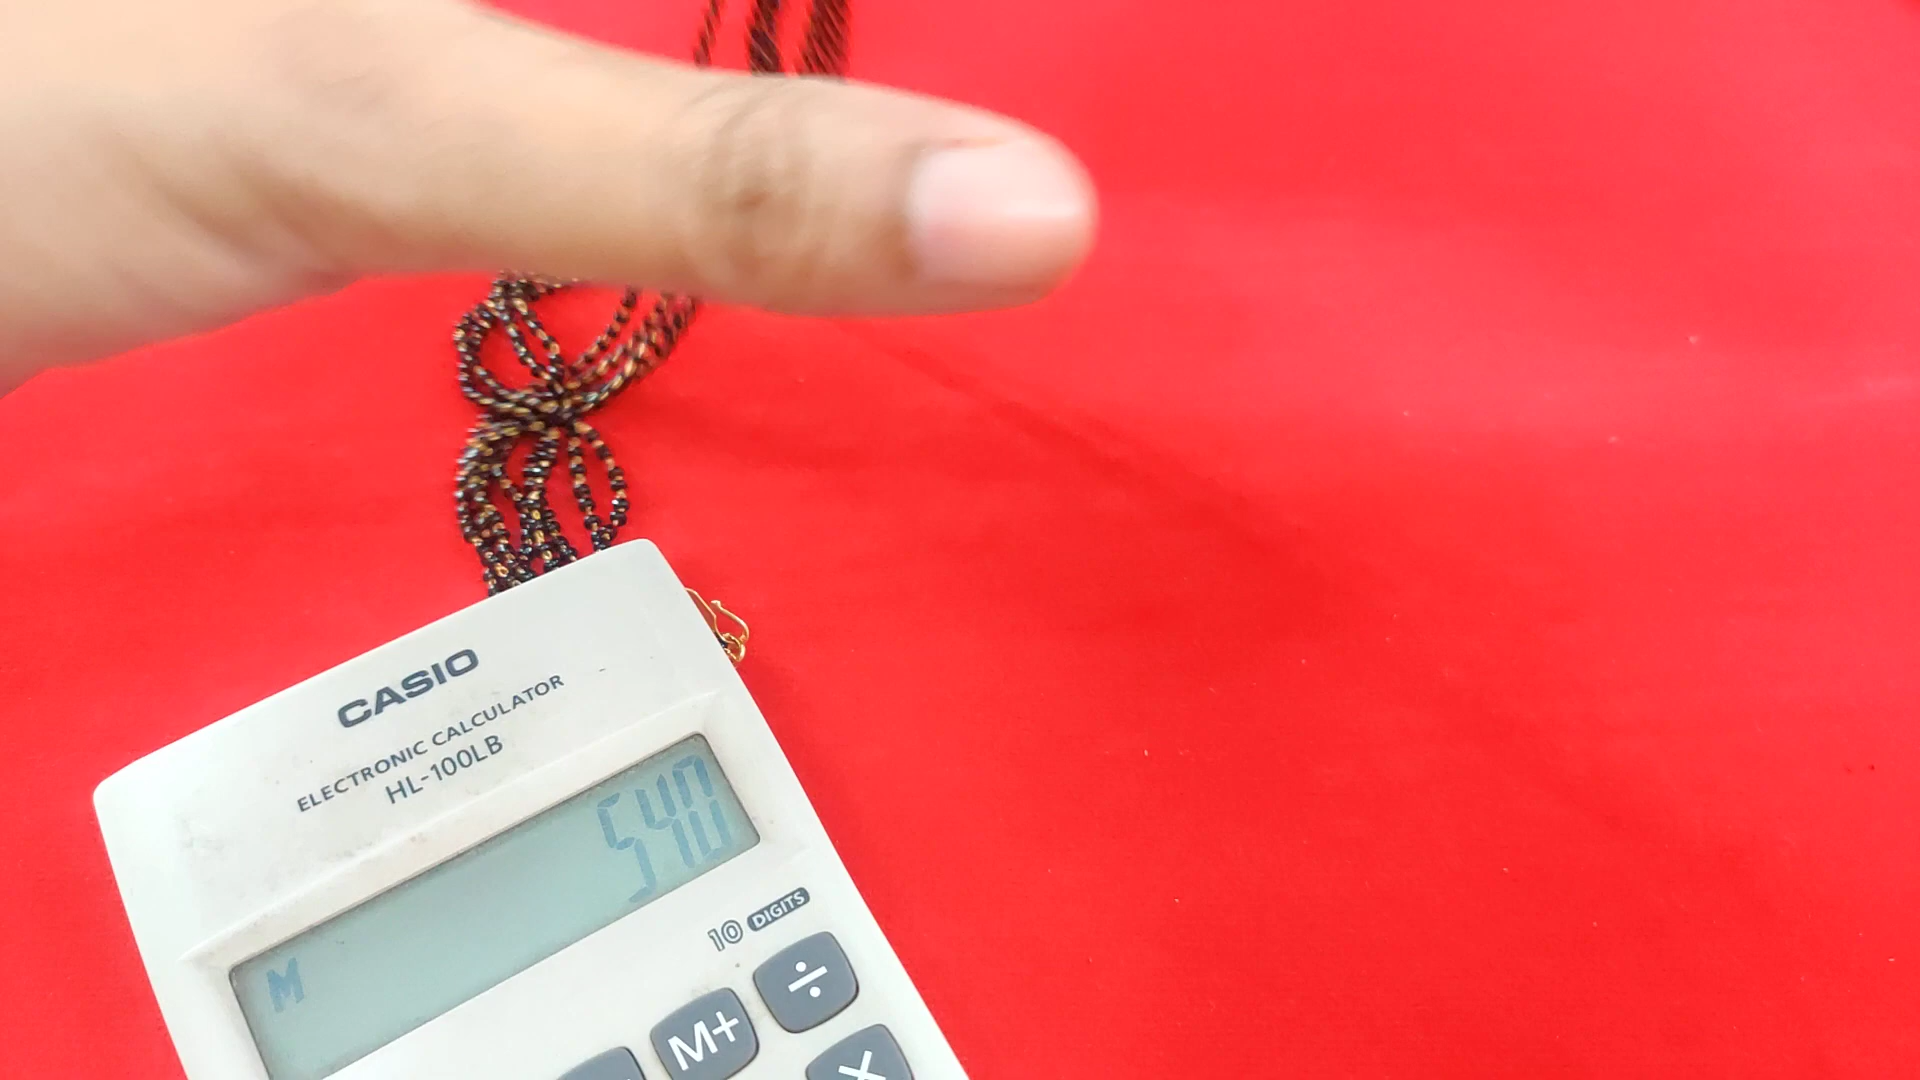 CASIO
ELECTRONIC CALCULATOR
HL-100LB
540
M
10 DIGITS
÷
M+
×